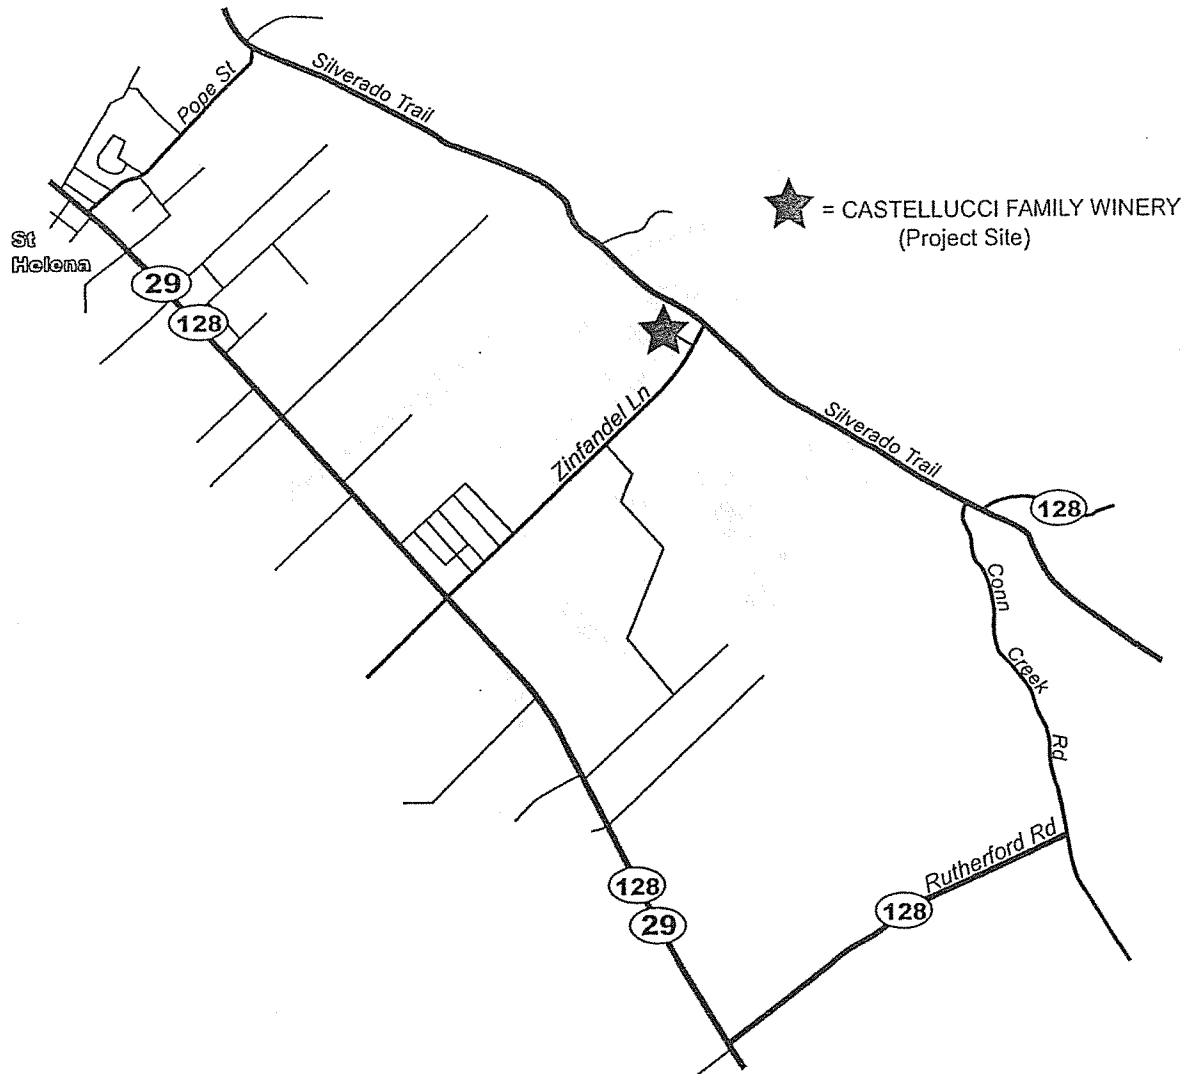 Pope St
Silverado Trail
= CASTELLUCCI FAMILY WINERY
(Project Site)
St
Helena
29
128
Zinfandel Ln
Silverado Trail
128
Conn
Creek
Rd
Rutherford Rd
128
128
29